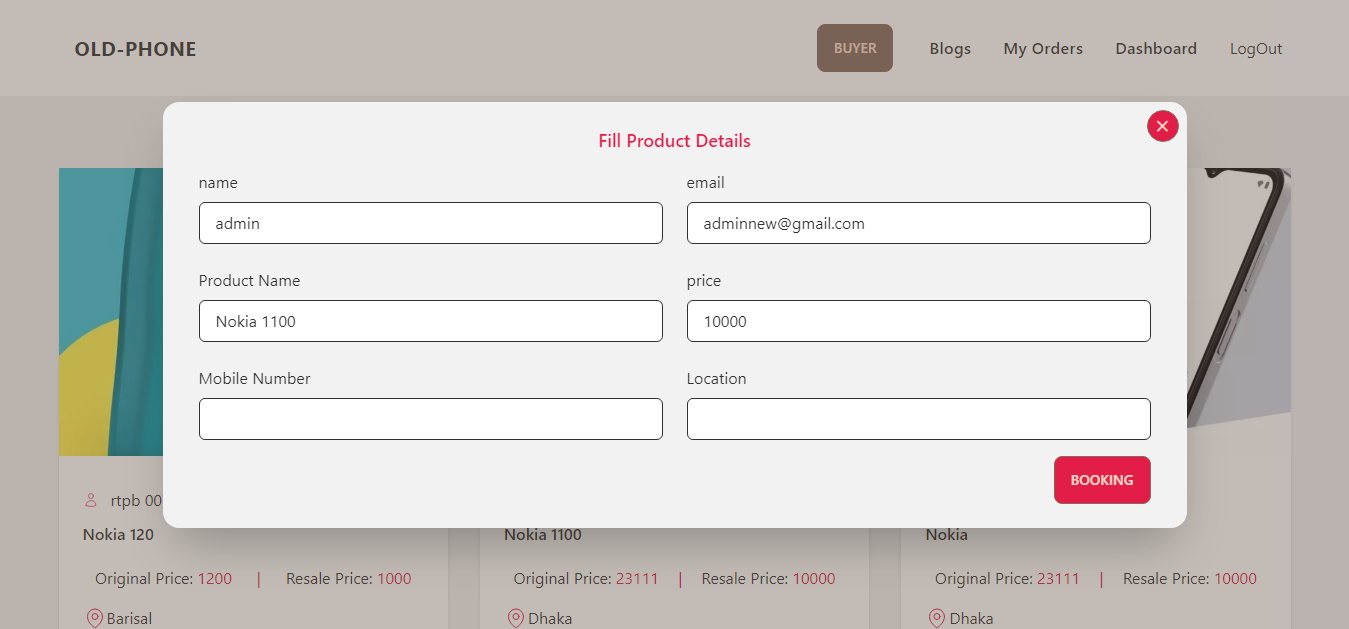 OLD-PHONE
BUYER Blogs My Orders Dashboard LogOut
Fill Product Details
name email
admin adminnew@gmail.com
Product Name price
Nokia 1100 10000
Mobile Number Location
BOOKING
rtpb 00
Nokia 120 Nokia 1100 Nokia
Original Price: 1200 | Resale Price: 1000 Original Price: 23111 | Resale Price: 10000 Original Price: 23111 | Resale Price: 10000
Barisal Dhaka Dhaka